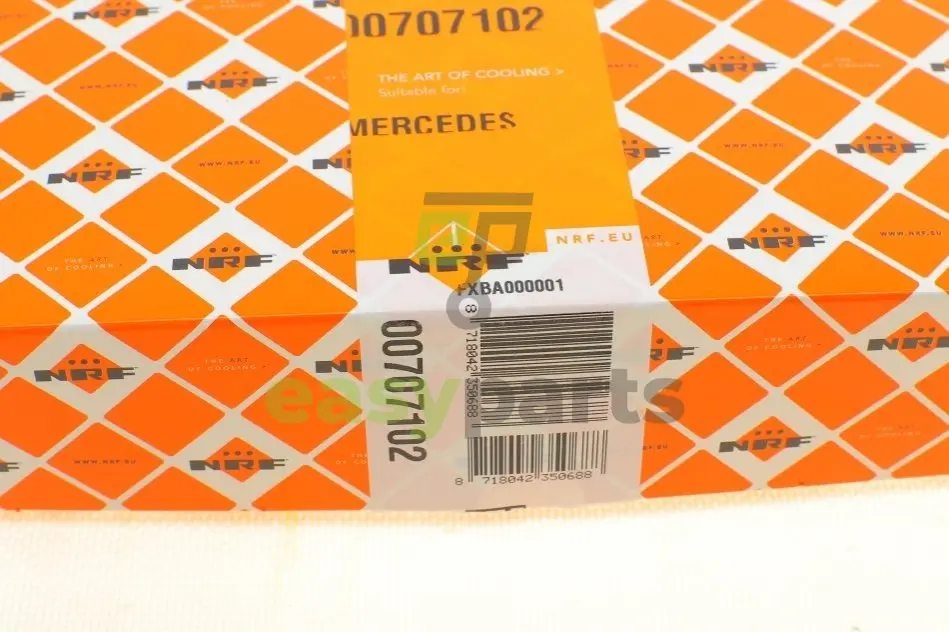 00707102
THE ART OF COOLING >
Suitable for:
MERCEDES
NRF.EU
NRF
FXBA000001
00707102
8 718042 350688
8 718042 350688
easyparts
NRF
WWW.NRF.EU
THE ART
OF COOLING >